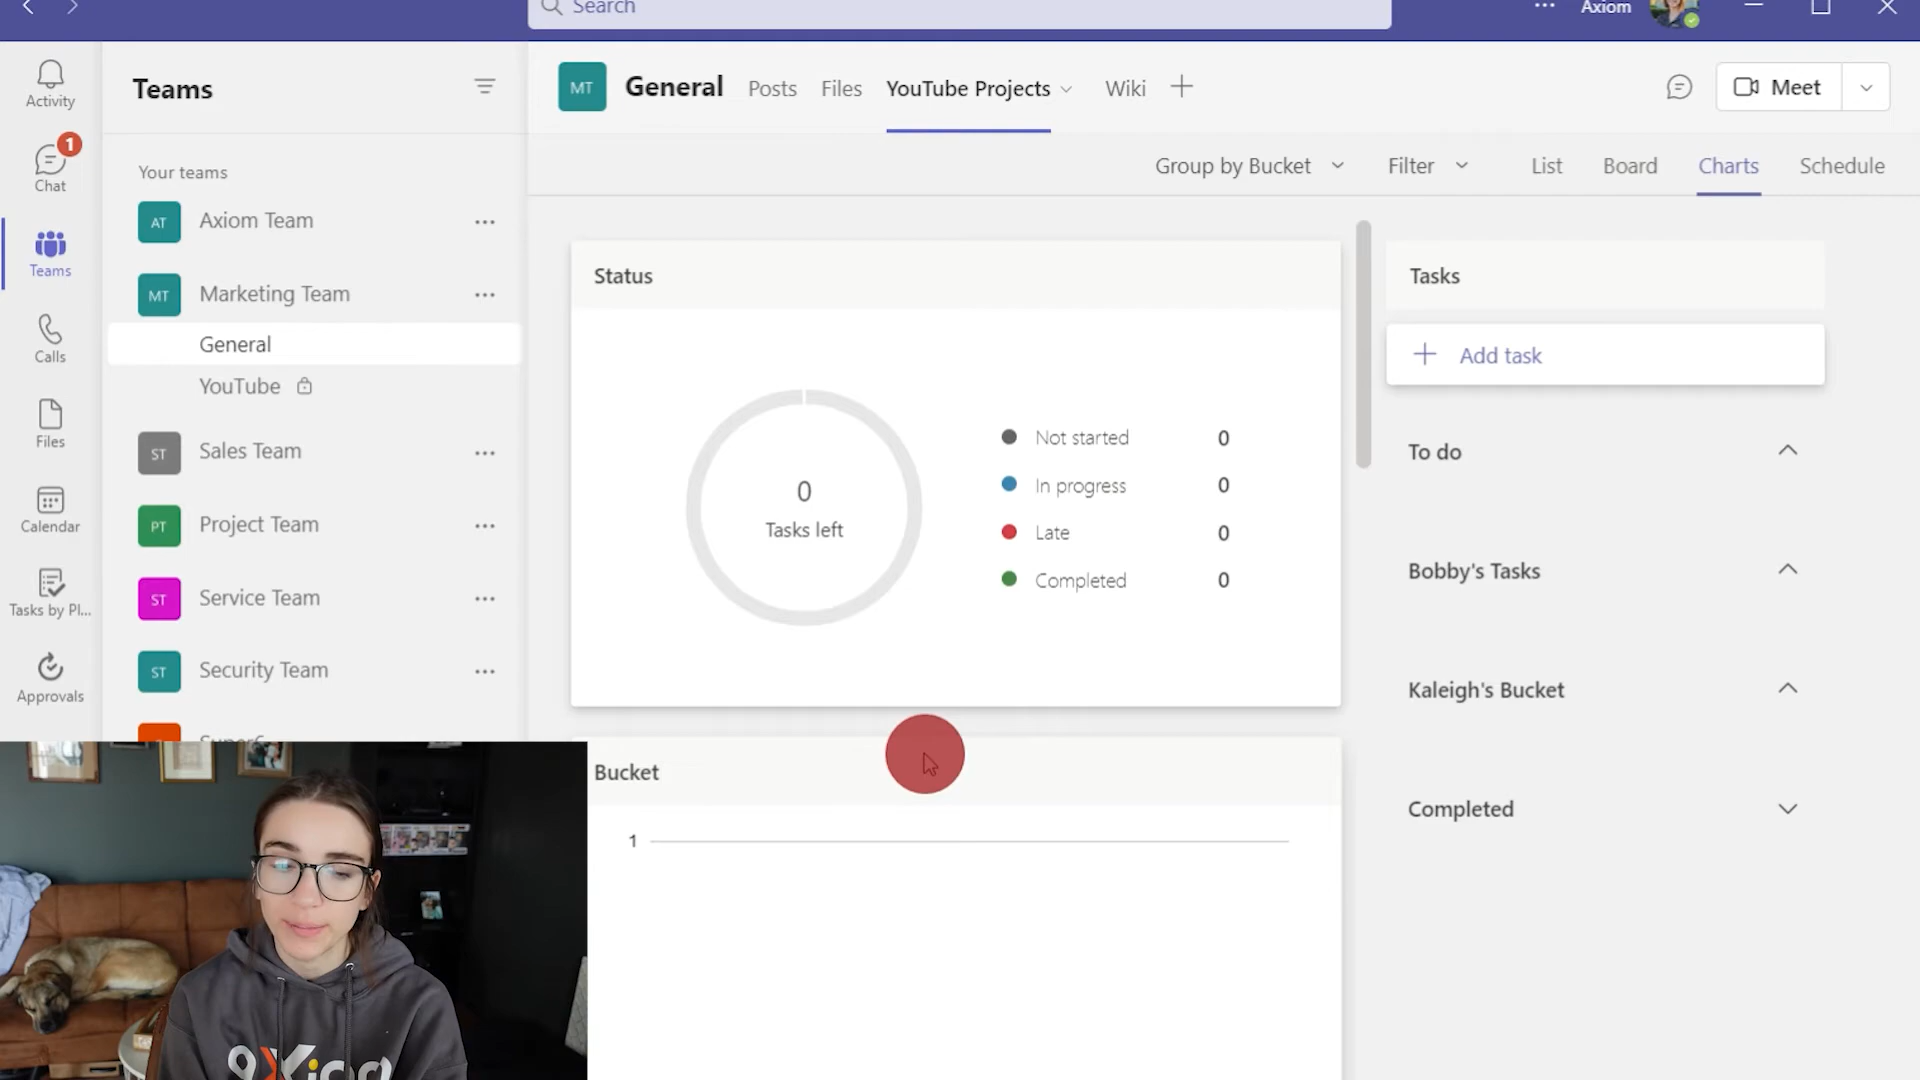 Search
Axiom
Activity
1
Chat
Teams
Calls
Files
Calendar
Tasks by Pl...
Approvals
Teams
Your teams
AT Axiom Team
MT Marketing Team
General
YouTube
ST Sales Team
PT Project Team
ST Service Team
ST Security Team
MT General Posts Files YouTube Projects Wiki
Meet
Group by Bucket Filter List Board Charts Schedule
Status
0
Tasks left
Not started 0
In progress 0
Late 0
Completed 0
Bucket
1
Tasks
Add task
To do
Bobby's Tasks
Kaleigh's Bucket
Completed